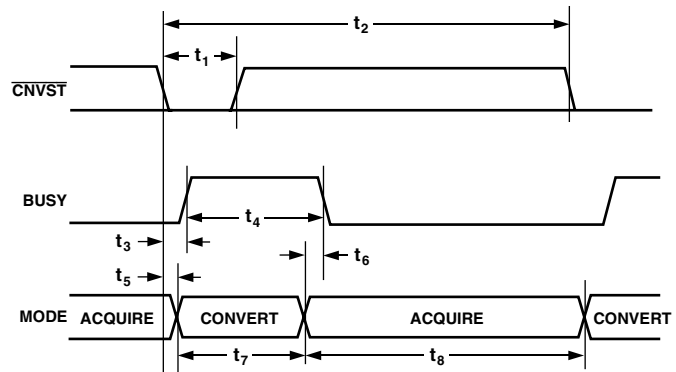 t2
t1
CNVST
BUSY
t4
t3
t6
t5
MODE ACQUIRE CONVERT ACQUIRE CONVERT
t7 t8